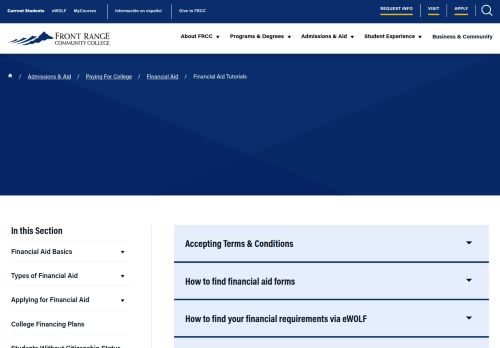 Current Students eWOLF MyCourses Información en español Give to FRCC REQUEST INFO VISIT APPLY
FRONT RANGE
COMMUNITY COLLEGE
About FRCC Programs & Degrees Admissions & Aid Student Experience Business & Community
/ Admissions & Aid / Paying For College / Financial Aid / Financial Aid Tutorials
In this Section
Financial Aid Basics
Types of Financial Aid
Applying for Financial Aid
College Financing Plans
Students Without Citizenship Status
Accepting Terms & Conditions
How to find financial aid forms
How to find your financial requirements via eWOLF